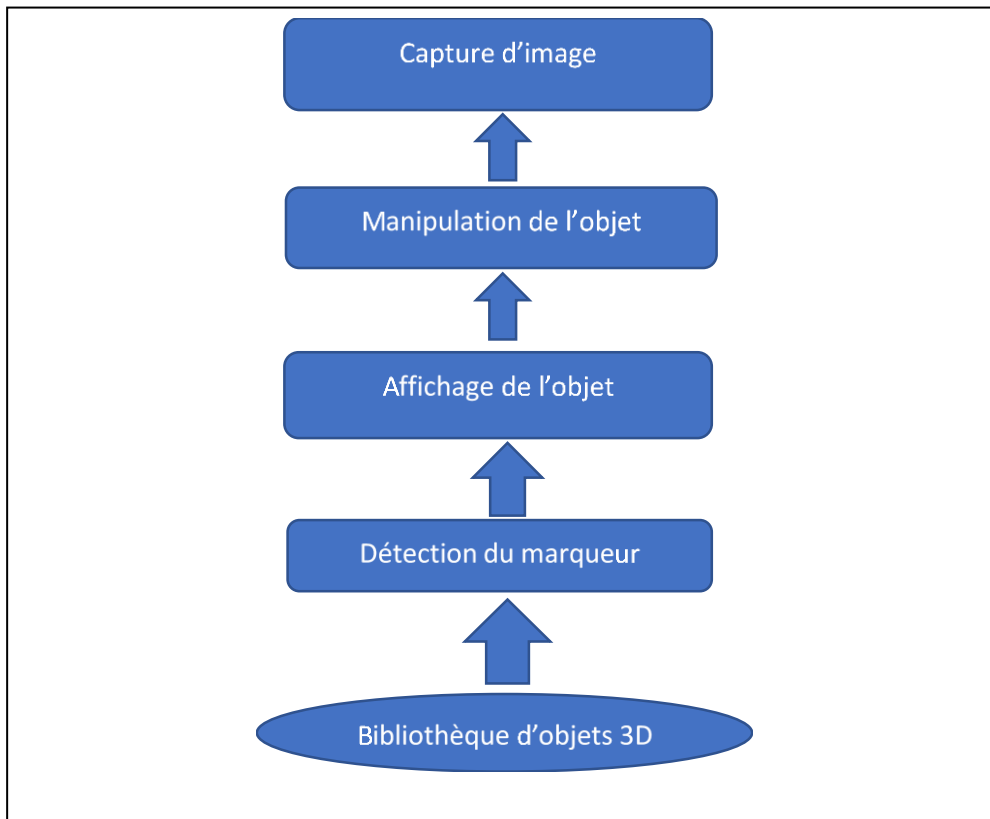 Capture d’image
Manipulation de l’objet
Affichage de l’objet
Détection du marqueur
Bibliothèque d’objets 3D